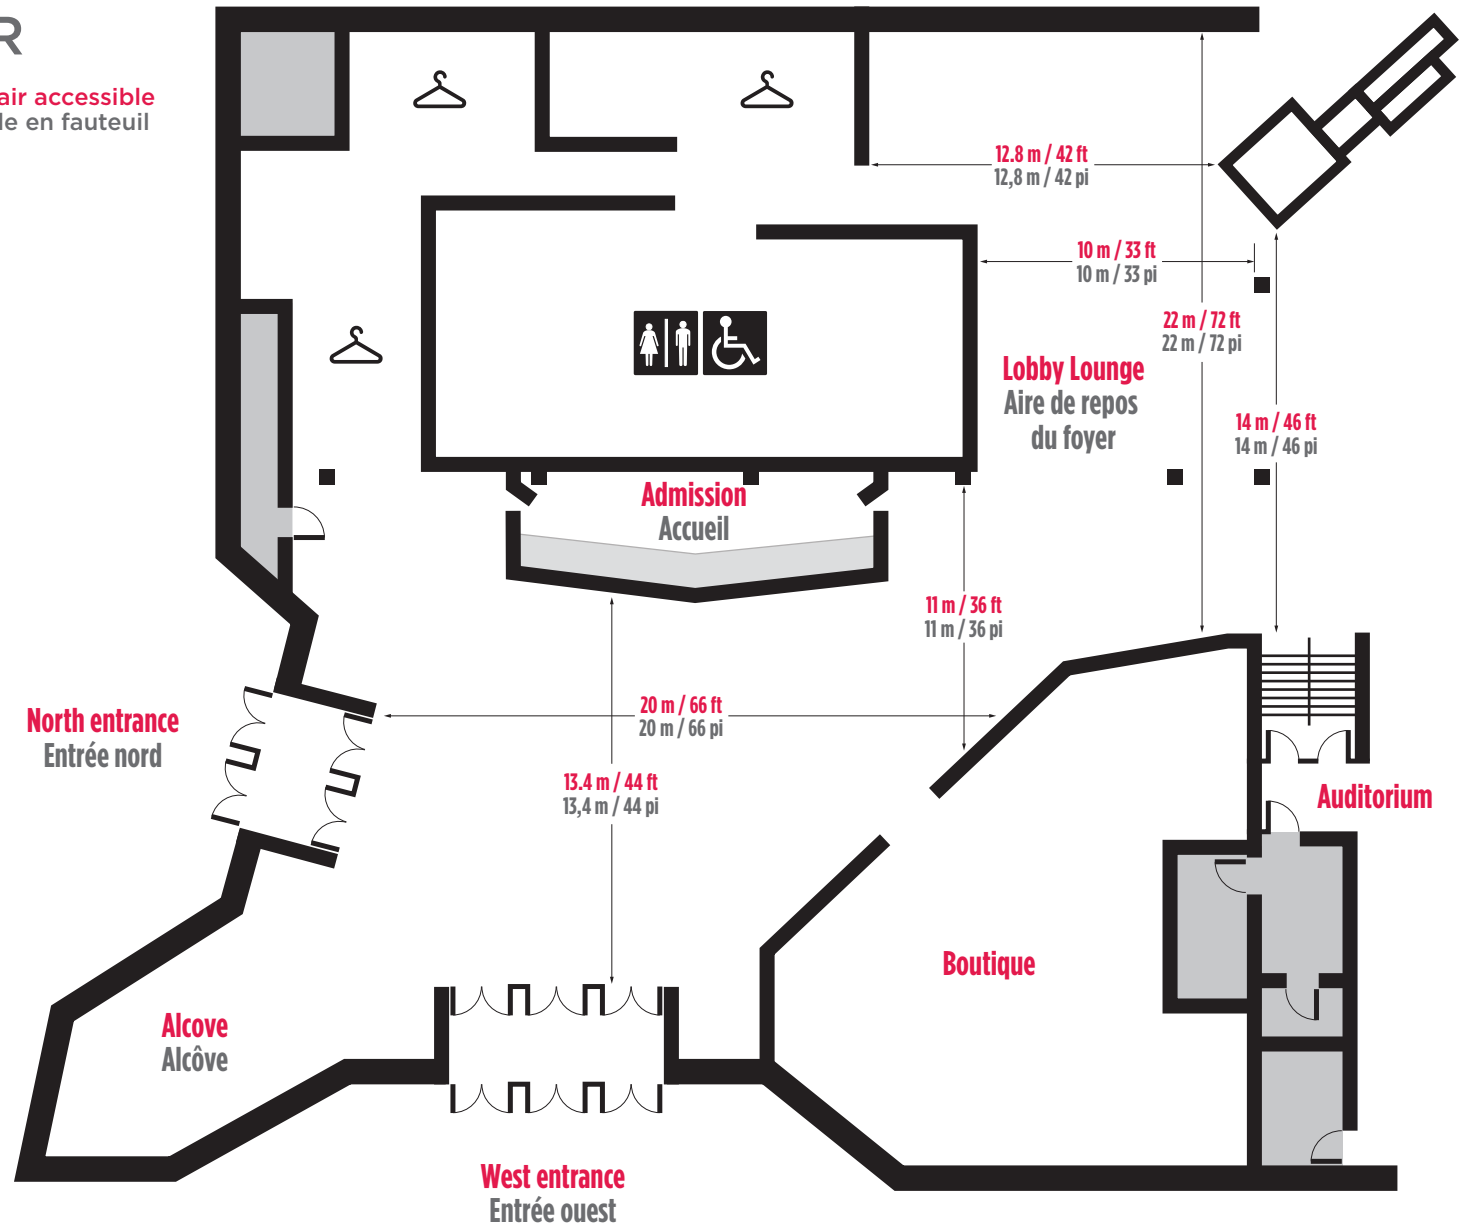 R
air accessible
le en fauteuil
12.8 m / 42 ft
12,8 m / 42 pi
10 m / 33 ft
10 m / 33 pi
22 m / 72 ft
22 m / 72 pi
Lobby Lounge
Aire de repos
du foyer
14 m / 46 ft
14 m / 46 pi
Admission
Accueil
11 m / 36 ft
11 m / 36 pi
North entrance
Entrée nord
20 m / 66 ft
20 m / 66 pi
13.4 m / 44 ft
13,4 m / 44 pi
Auditorium
Boutique
Alcove
Alcôve
West entrance
Entrée ouest